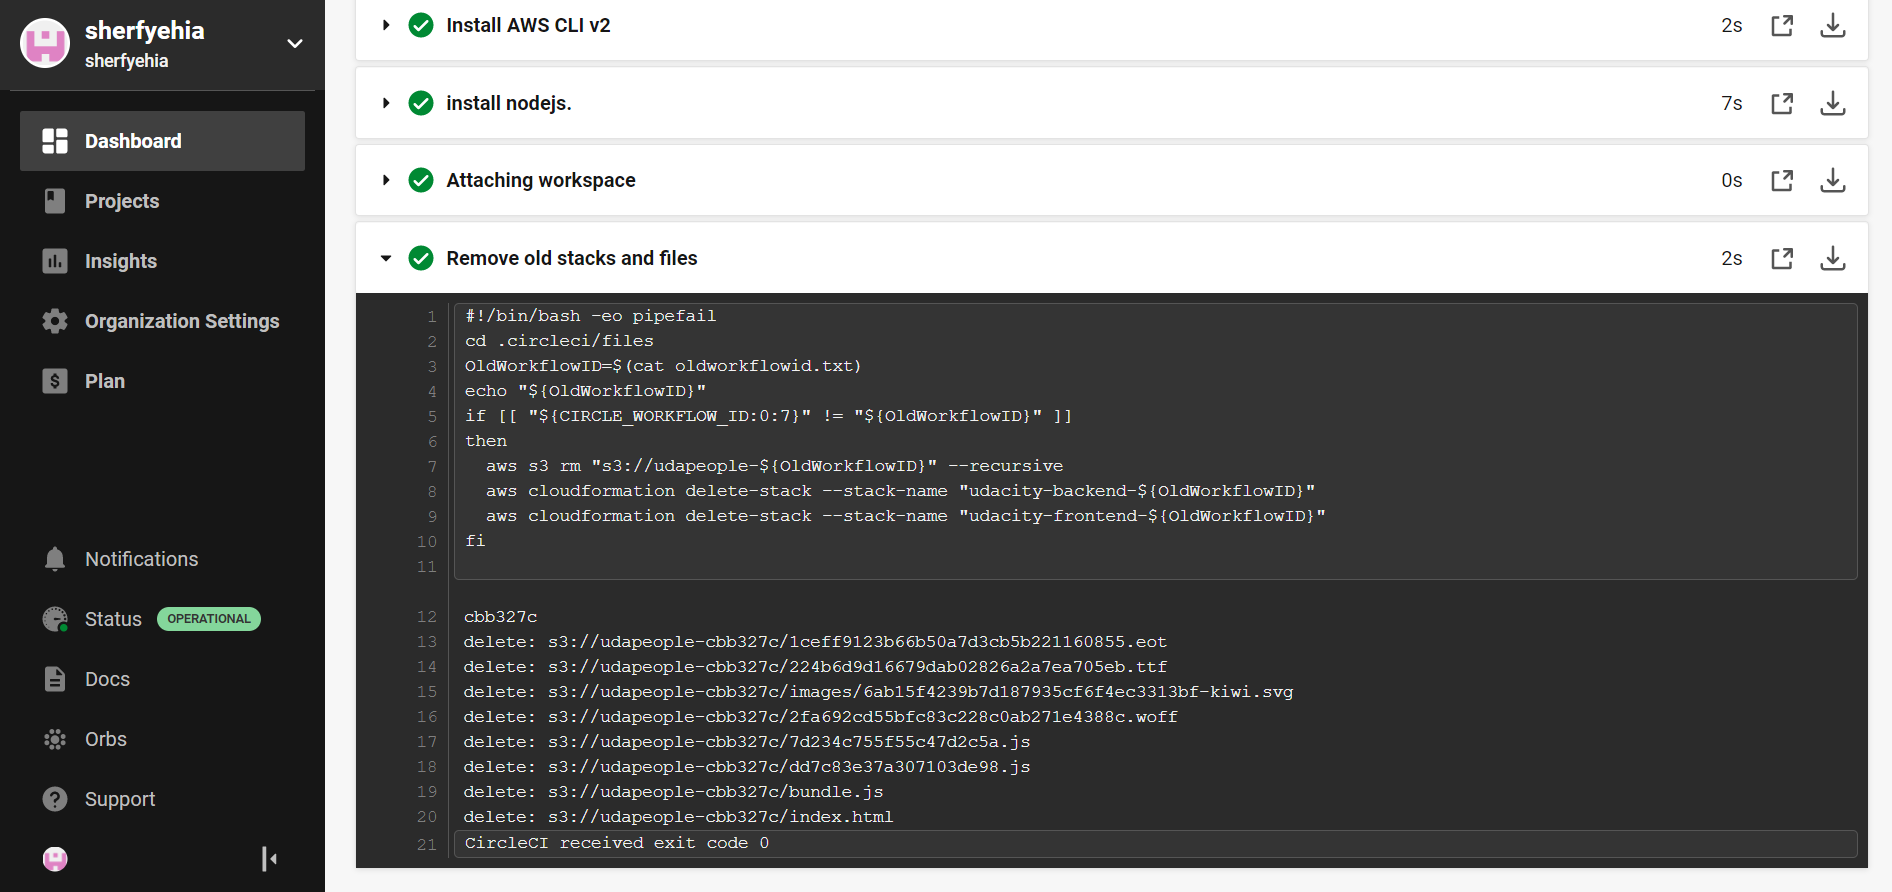 sherfyehia
sherfyehia
Dashboard
Projects
Insights
Organization Settings
Plan
Notifications
Status OPERATIONAL
Docs
Orbs
Support
Install AWS CLI v2 2s
install nodejs. 7s
Attaching workspace 0s
Remove old stacks and files 2s
1 #!/bin/bash -eo pipefail
2 cd .circleci/files
3 OldWorkflowID=$(cat oldworkflowid.txt)
4 echo "${OldWorkflowID}"
5 if [[ "${CIRCLE_WORKFLOW_ID:0:7}" != "${OldWorkflowID}" ]]
6 then
7 aws s3 rm "s3://udapeople-${OldWorkflowID}" --recursive
8 aws cloudformation delete-stack --stack-name "udacity-backend-${OldWorkflowID}"
9 aws cloudformation delete-stack --stack-name "udacity-frontend-${OldWorkflowID}"
10 fi
11
12 cbb327c
13 delete: s3://udapeople-cbb327c/1ceff9123b66b50a7d3cb5b221160855.eot
14 delete: s3://udapeople-cbb327c/224b6d9d16679dab02826a2a7ea705eb.ttf
15 delete: s3://udapeople-cbb327c/images/6ab15f4239b7d187935cf6f4ec3313bf-kiwi.svg
16 delete: s3://udapeople-cbb327c/2fa692cd55bfc83c228c0ab271e4388c.woff
17 delete: s3://udapeople-cbb327c/7d234c755f55c47d2c5a.js
18 delete: s3://udapeople-cbb327c/dd7c83e37a307103de98.js
19 delete: s3://udapeople-cbb327c/bundle.js
20 delete: s3://udapeople-cbb327c/index.html
21 CircleCI received exit code 0